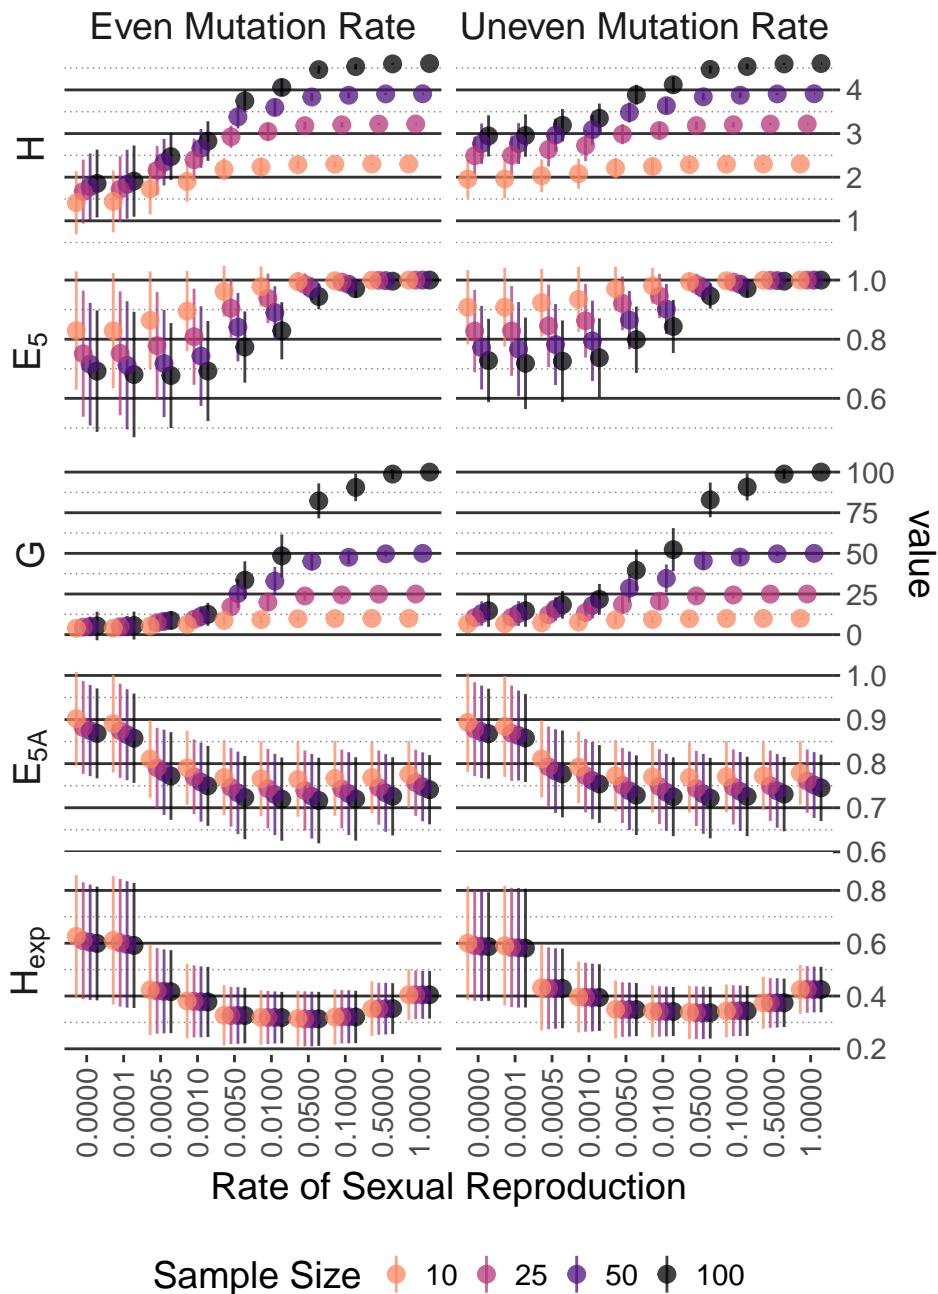 Even Mutation Rate Uneven Mutation Rate
H
4
3
2
1
E5
1.0
0.8
0.6
G
100
75
50
25
0
value
E5A
1.0
0.9
0.8
0.7
0.6
Hexp
0.8
0.6
0.4
0.2
0.0000 0.0001 0.0005 0.0010 0.0050 0.0100 0.0500 0.1000 0.5000 1.0000 0.0000 0.0001 0.0005 0.0010 0.0050 0.0100 0.0500 0.1000 0.5000 1.0000
Rate of Sexual Reproduction
Sample Size 10 25 50 100